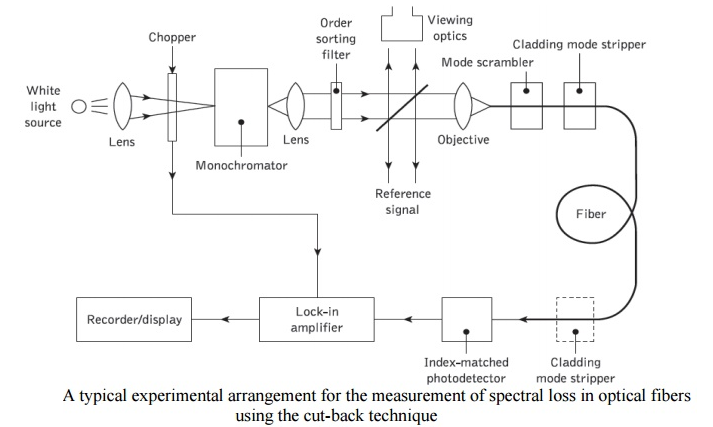 White
light
source
Lens
Chopper
Monochromator
Lens
Order
sorting
filter
Viewing
optics
Reference
signal
Objective
Mode scrambler
Cladding mode stripper
Fiber
Recorder/display
Lock-in
amplifier
Index-matched
photodetector
Cladding
mode stripper
A typical experimental arrangement for the measurement of spectral loss in optical fibers
using the cut-back technique